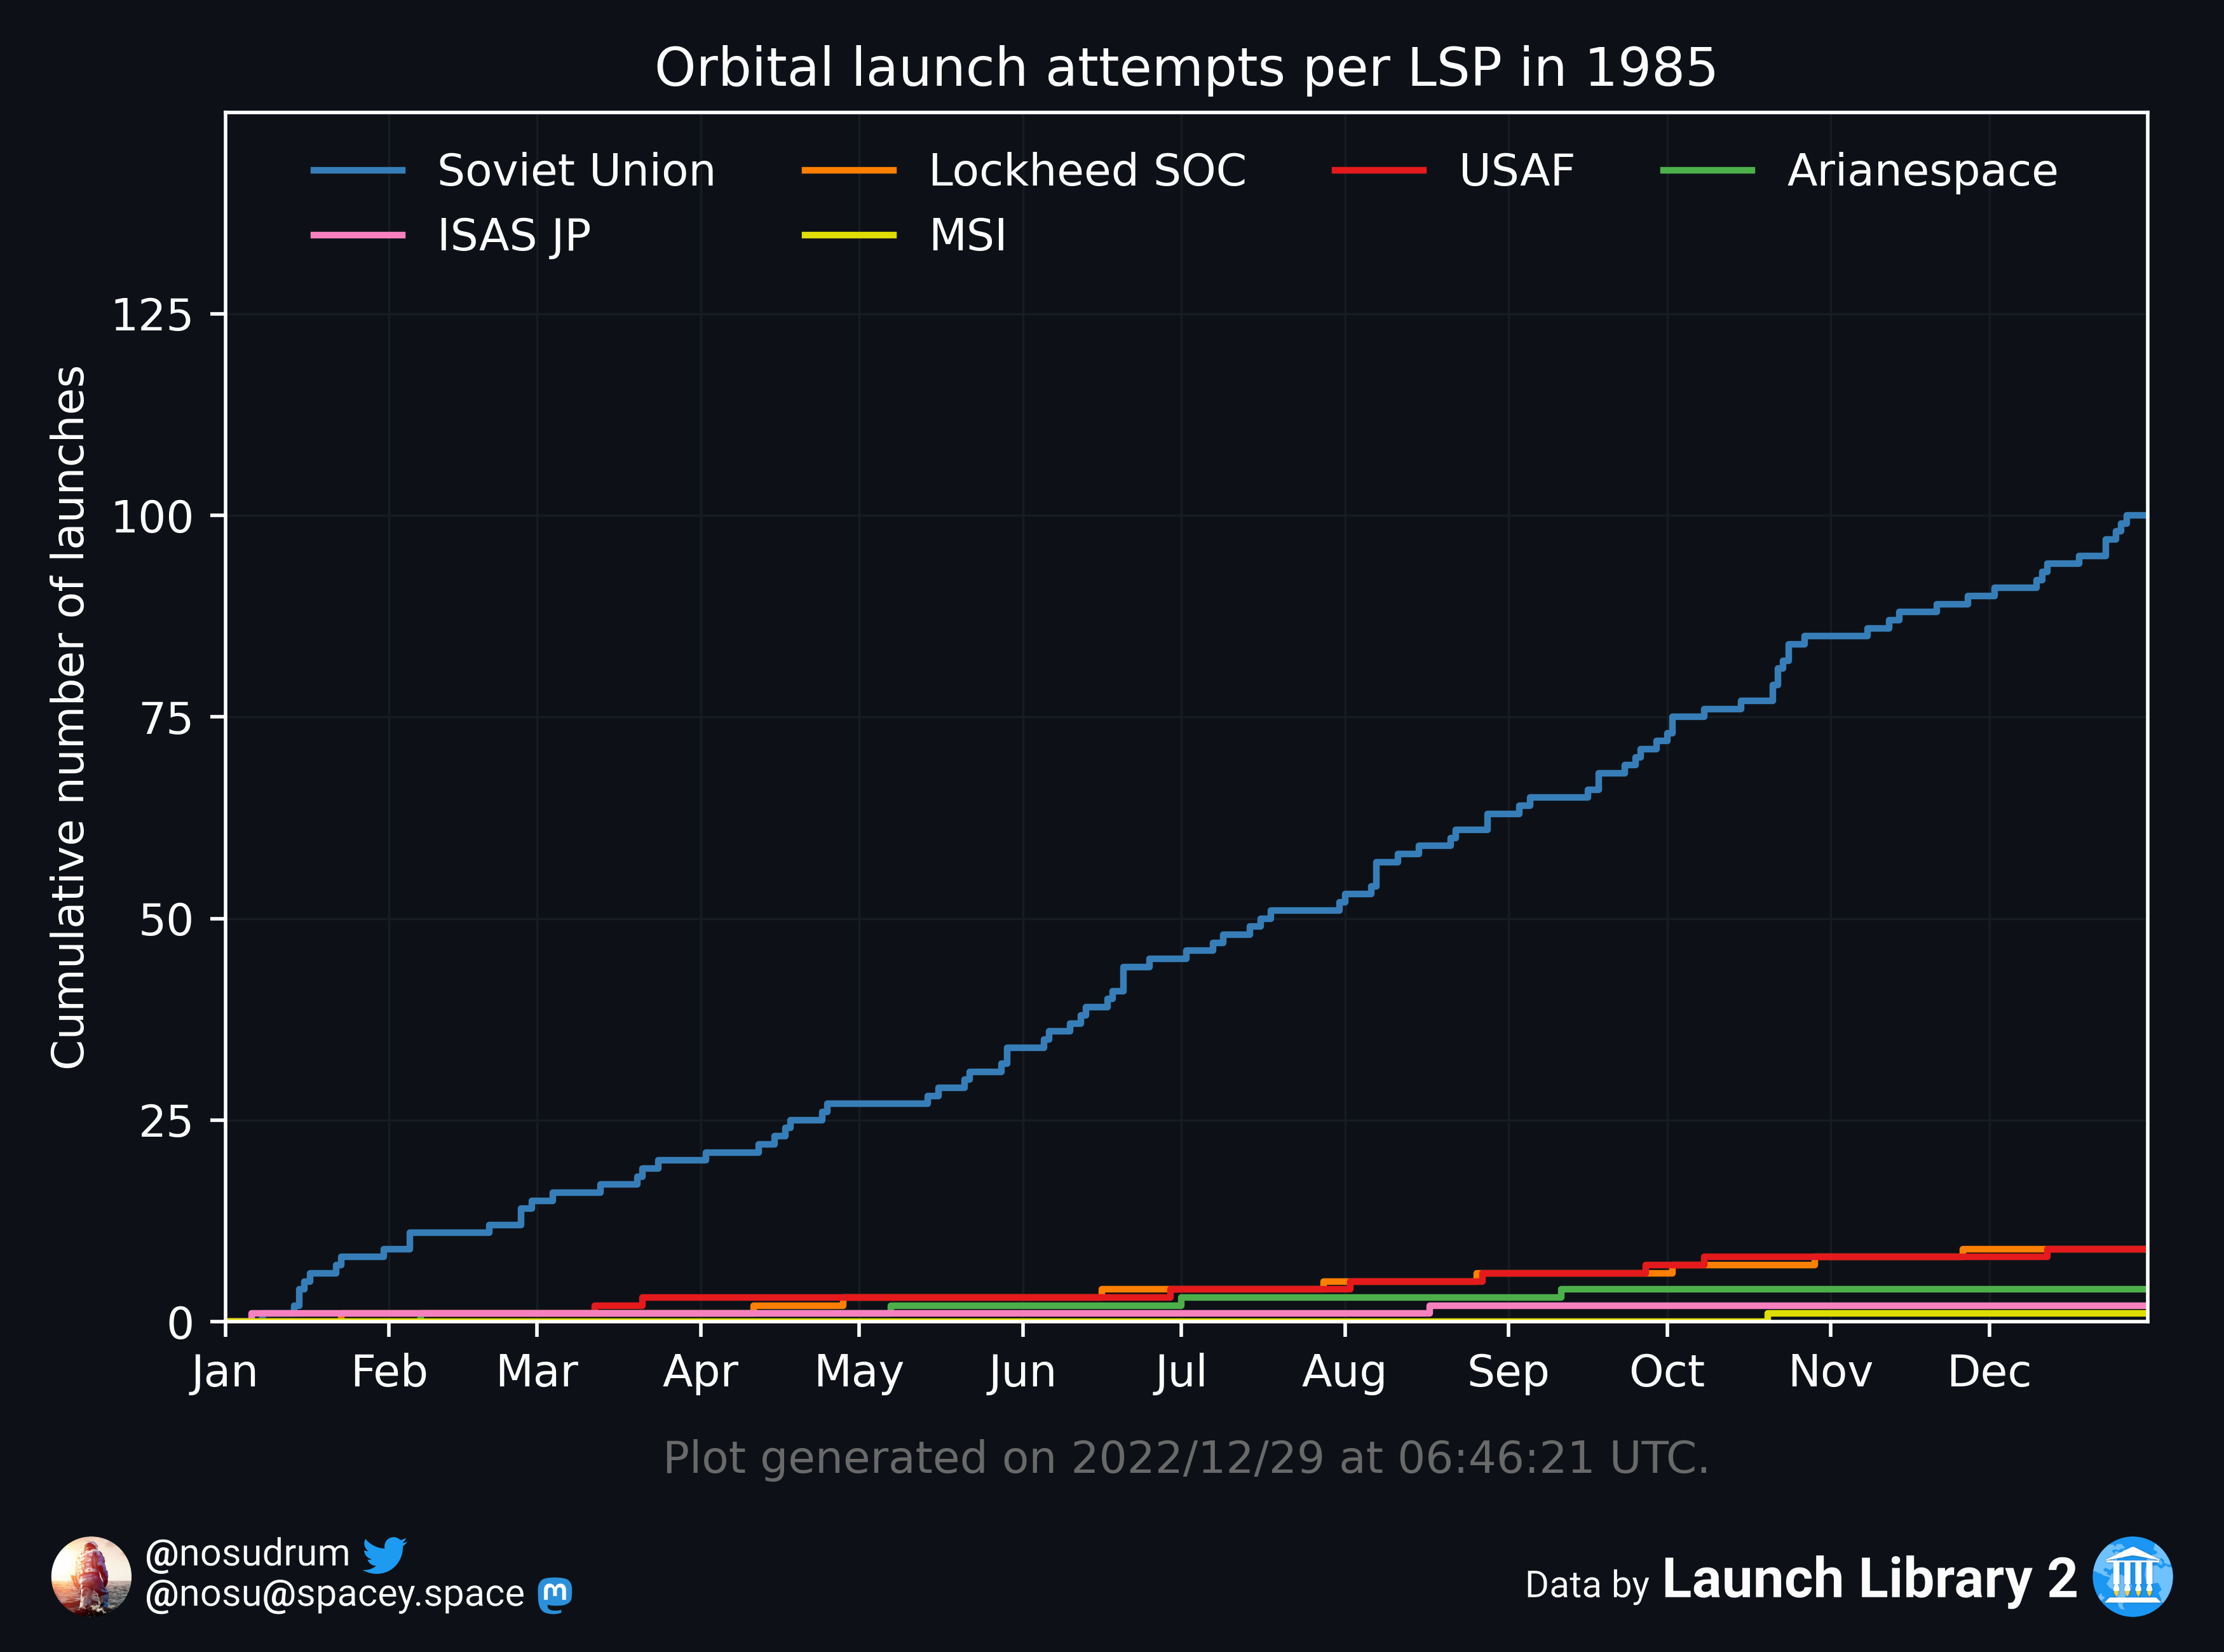 Orbital launch attempts per LSP in 1985
Soviet Union Lockheed SOC USAF Arianespace
ISAS JP MSI
Cumulative number of launches
125
100
75
50
25
0
Jan Feb Mar Apr May Jun Jul Aug Sep Oct Nov Dec
Plot generated on 2022/12/29 at 06:46:21 UTC.
@nosudrum
@nosu@spacey.space
Data by Launch Library 2